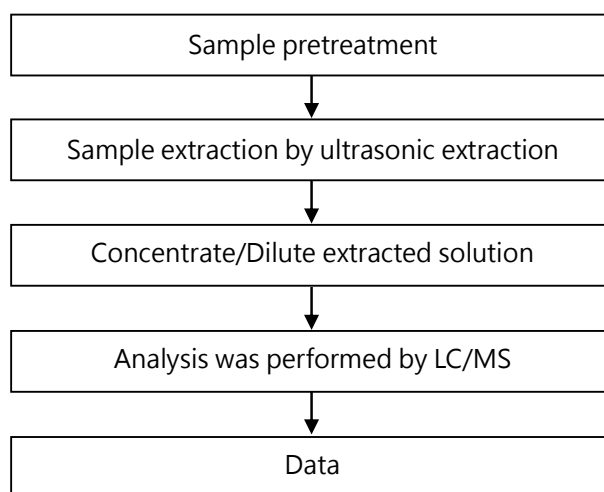 Sample pretreatment
Sample extraction by ultrasonic extraction
Concentrate/Dilute extracted solution
Analysis was performed by LC/MS
Data